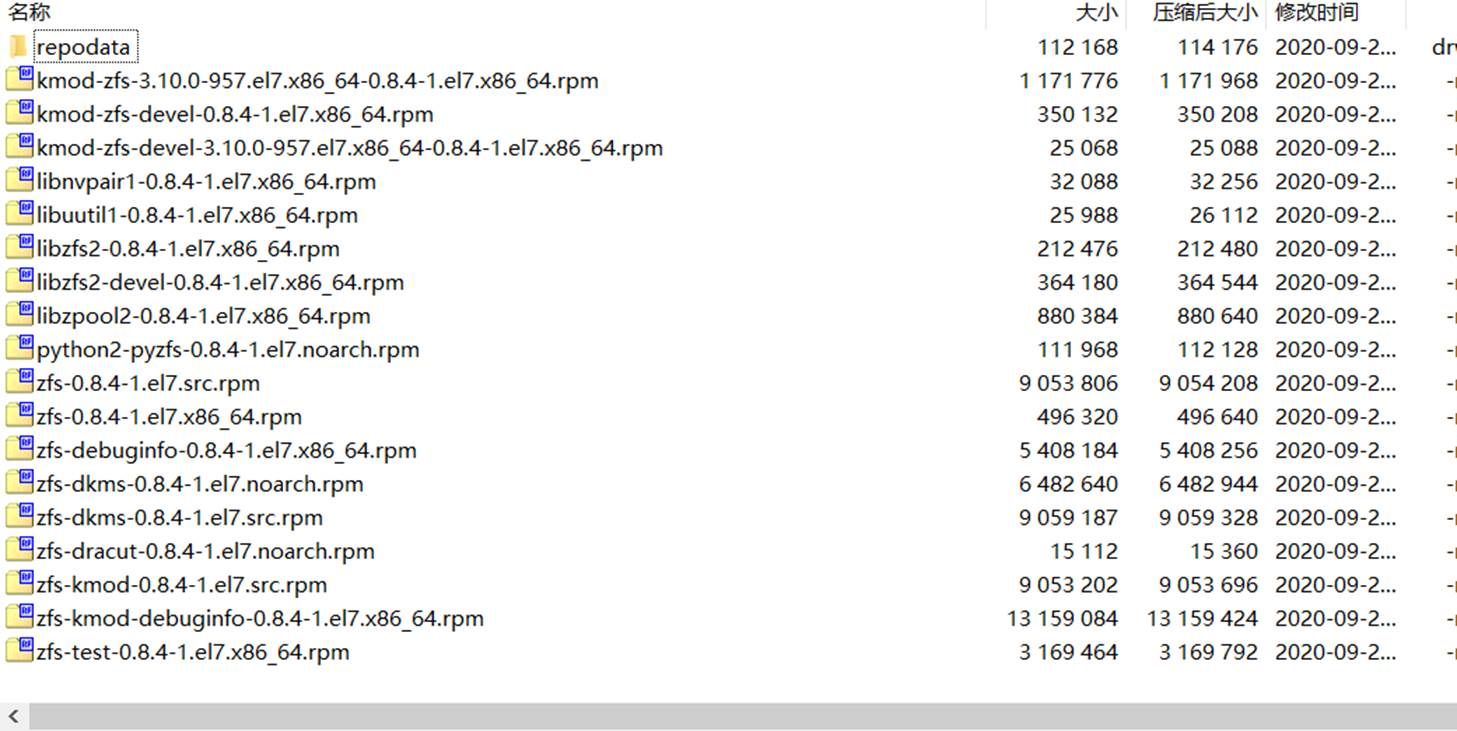 名称 大小 压缩后大小 修改时间
repodata 112 168 114 176 2020-09-2... drw
kmod-zfs-3.10.0-957.el7.x86_64-0.8.4-1.el7.x86_64.rpm 1 171 776 1 171 968 2020-09-2...
kmod-zfs-devel-0.8.4-1.el7.x86_64.rpm 350 132 350 208 2020-09-2...
kmod-zfs-devel-3.10.0-957.el7.x86_64-0.8.4-1.el7.x86_64.rpm 25 068 25 088 2020-09-2...
libnvpair1-0.8.4-1.el7.x86_64.rpm 32 088 32 256 2020-09-2...
libuutil1-0.8.4-1.el7.x86_64.rpm 25 988 26 112 2020-09-2...
libzfs2-0.8.4-1.el7.x86_64.rpm 212 476 212 480 2020-09-2...
libzfs2-devel-0.8.4-1.el7.x86_64.rpm 364 180 364 544 2020-09-2...
libzpool2-0.8.4-1.el7.x86_64.rpm 880 384 880 640 2020-09-2...
python2-pyzfs-0.8.4-1.el7.noarch.rpm 111 968 112 128 2020-09-2...
zfs-0.8.4-1.el7.src.rpm 9 053 806 9 054 208 2020-09-2...
zfs-0.8.4-1.el7.x86_64.rpm 496 320 496 640 2020-09-2...
zfs-debuginfo-0.8.4-1.el7.x86_64.rpm 5 408 184 5 408 256 2020-09-2...
zfs-dkms-0.8.4-1.el7.noarch.rpm 6 482 640 6 482 944 2020-09-2...
zfs-dkms-0.8.4-1.el7.src.rpm 9 059 187 9 059 328 2020-09-2...
zfs-dracut-0.8.4-1.el7.noarch.rpm 15 112 15 360 2020-09-2...
zfs-kmod-0.8.4-1.el7.src.rpm 9 053 202 9 053 696 2020-09-2...
zfs-kmod-debuginfo-0.8.4-1.el7.x86_64.rpm 13 159 084 13 159 424 2020-09-2...
zfs-test-0.8.4-1.el7.x86_64.rpm 3 169 464 3 169 792 2020-09-2...